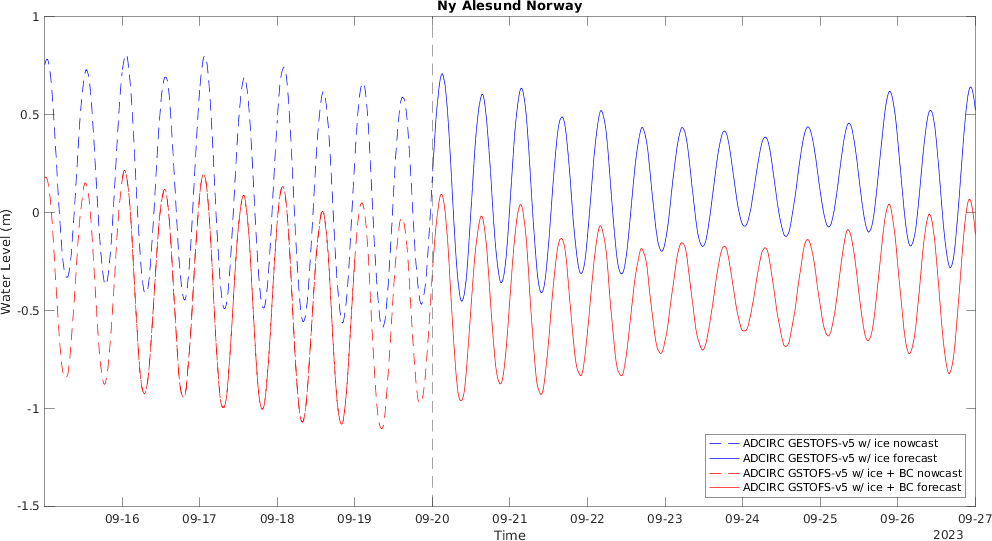 Ny Alesund Norway
1
0.5
0
-0.5
-1
-1.5
Water Level (m)
ADCIRC GESTOFS-v5 w/ ice nowcast
ADCIRC GESTOFS-v5 w/ ice forecast
ADCIRC GSTOFS-v5 w/ ice + BC nowcast
ADCIRC GSTOFS-v5 w/ ice + BC forecast
09-16 09-17 09-18 09-19 09-20 09-21 09-22 09-23 09-24 09-25 09-26 09-27
Time
2023